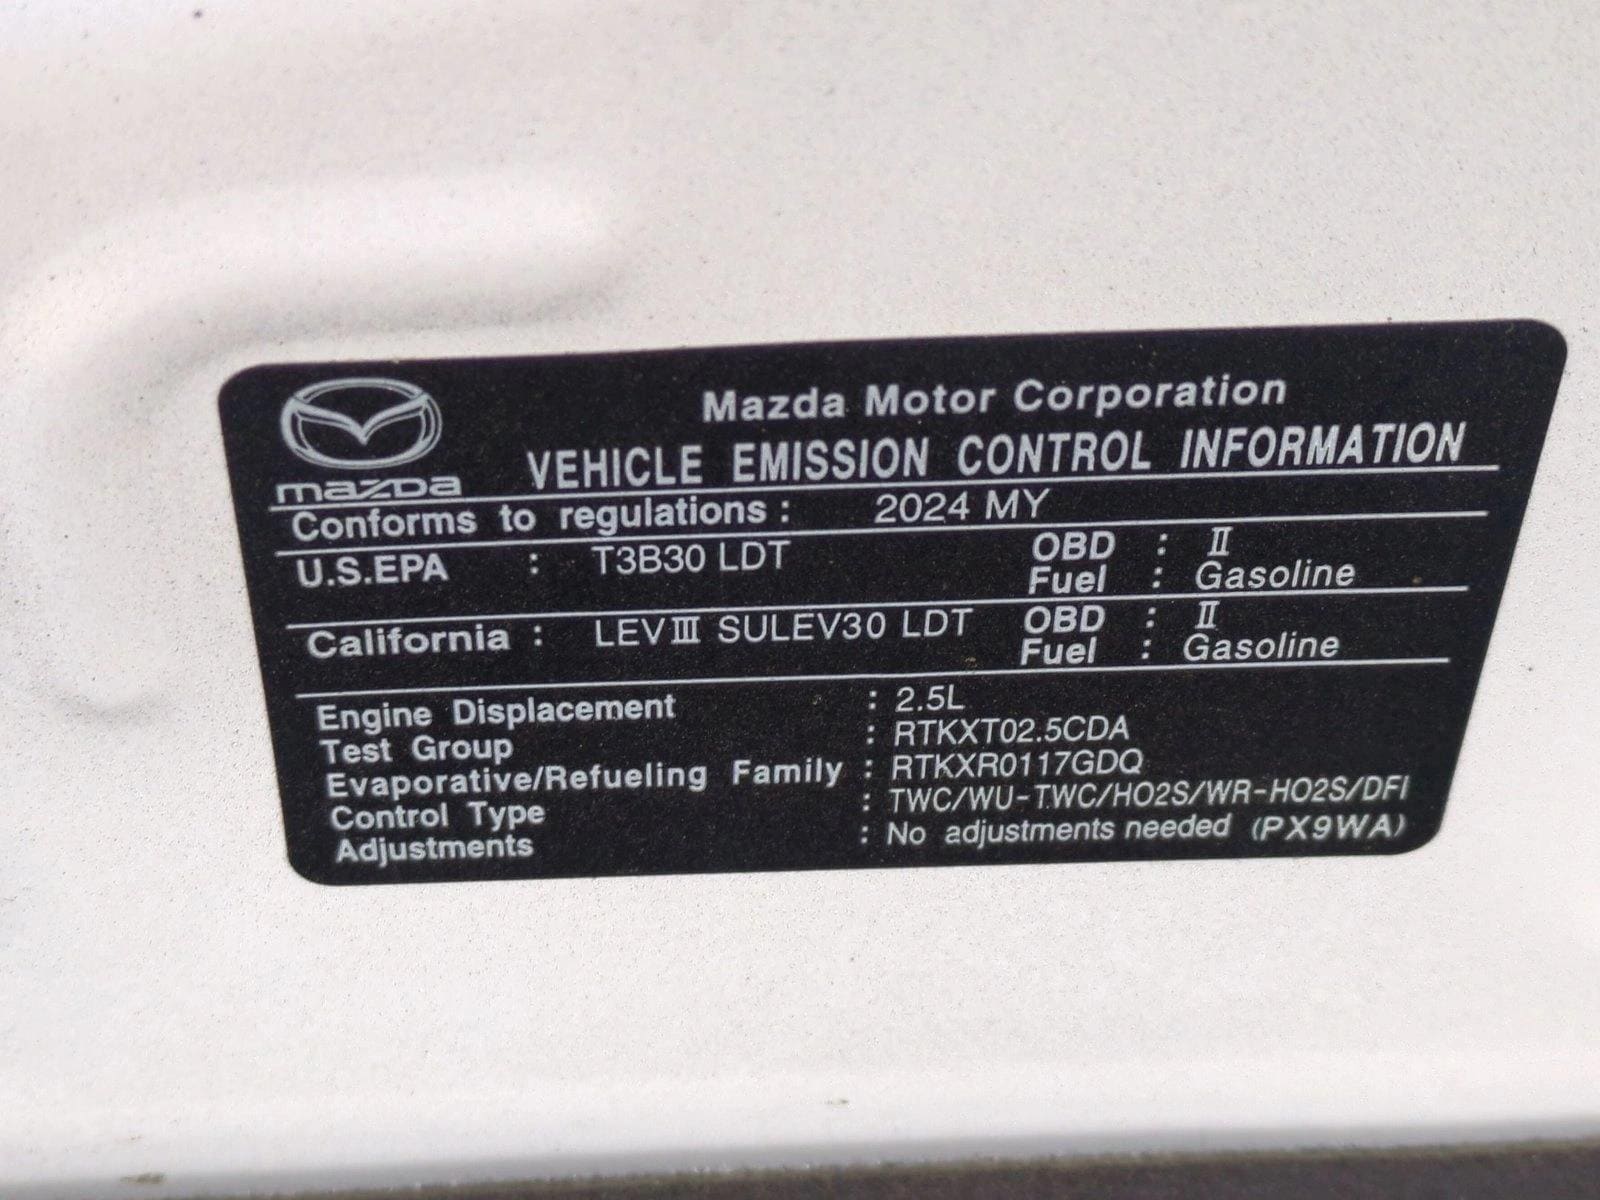 mazda
Mazda Motor Corporation
VEHICLE EMISSION CONTROL INFORMATION
Conforms to regulations : 2024 MY
U.S.EPA : T3B30 LDT OBD : II
Fuel : Gasoline
California : LEV III SULEV30 LDT OBD : II
Fuel : Gasoline
Engine Displacement : 2.5L
Test Group : RTKXT02.5CDA
Evaporative/Refueling Family : RTKXR0117GDQ
Control Type : TWC/WU-TWC/HO2S/WR-HO2S/DFI
Adjustments : No adjustments needed (PX9WA)